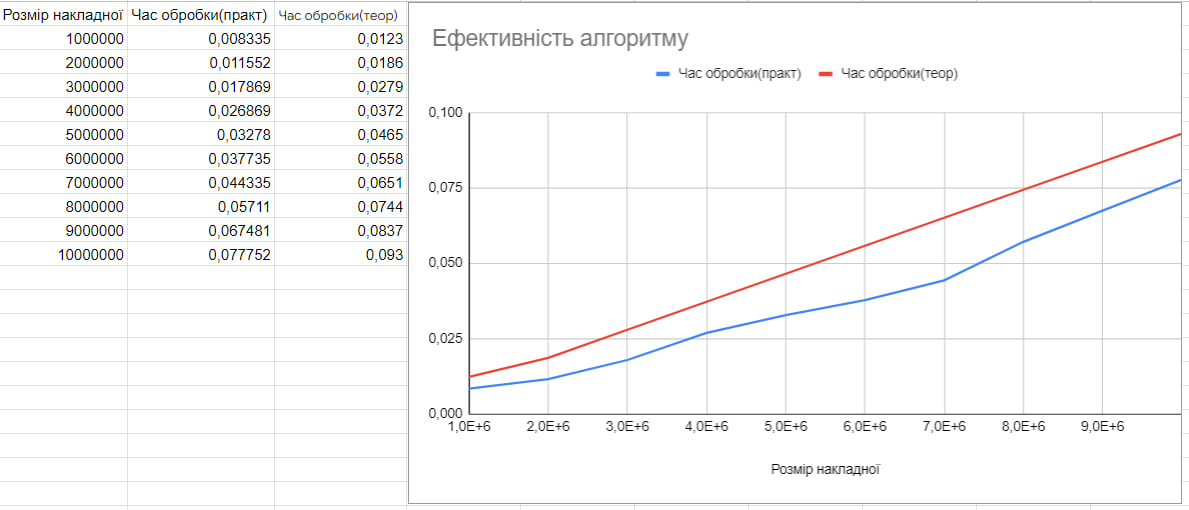 Розмір накладної Час обробки(практ) Час обробки(теор)
1000000 0,008335 0,0123
2000000 0,011552 0,0186
3000000 0,017869 0,0279
4000000 0,026869 0,0372
5000000 0,03278 0,0465
6000000 0,037735 0,0558
7000000 0,044335 0,0651
8000000 0,05711 0,0744
9000000 0,067481 0,0837
10000000 0,077752 0,093
Ефективність алгоритму
Час обробки(практ) Час обробки(теор)
0,100
0,075
0,050
0,025
0,000
1,0E+6 2,0E+6 3,0E+6 4,0E+6 5,0E+6 6,0E+6 7,0E+6 8,0E+6 9,0E+6
Розмір накладної